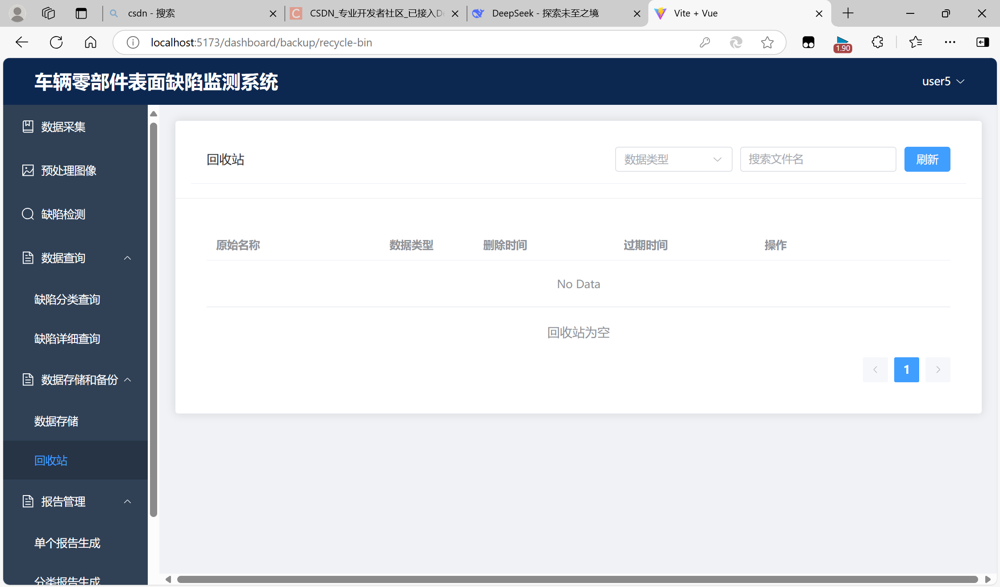 csdn - 搜索
CSDN_专业开发者社区_已接入D
DeepSeek - 探索未至之境
Vite + Vue
localhost:5173/dashboard/backup/recycle-bin
1.90
车辆零部件表面缺陷监测系统
user5
数据采集
预处理图像
缺陷检测
数据查询
缺陷分类查询
缺陷详细查询
数据存储和备份
数据存储
回收站
报告管理
单个报告生成
分类报告生成
回收站
数据类型
搜索文件名
刷新
原始名称 数据类型 删除时间 过期时间 操作
No Data
回收站为空
1